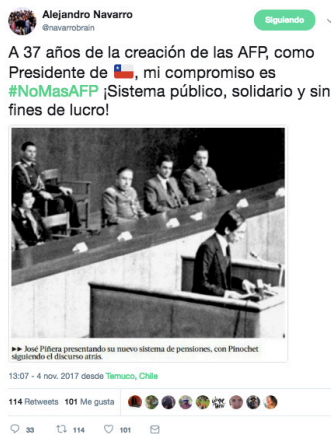 Alejandro Navarro
@navarrobrain
Siguiendo
A 37 años de la creación de las AFP, como
Presidente de 🇨🇱, mi compromiso es
#NoMasAFP ¡Sistema público, solidario y sin
fines de lucro!
▸▸ José Piñera presentando su nuevo sistema de pensiones, con Pinochet
siguiendo el discurso atrás.
13:07 - 4 nov. 2017 desde Temuco, Chile
114 Retweets 101 Me gusta
33 114 101